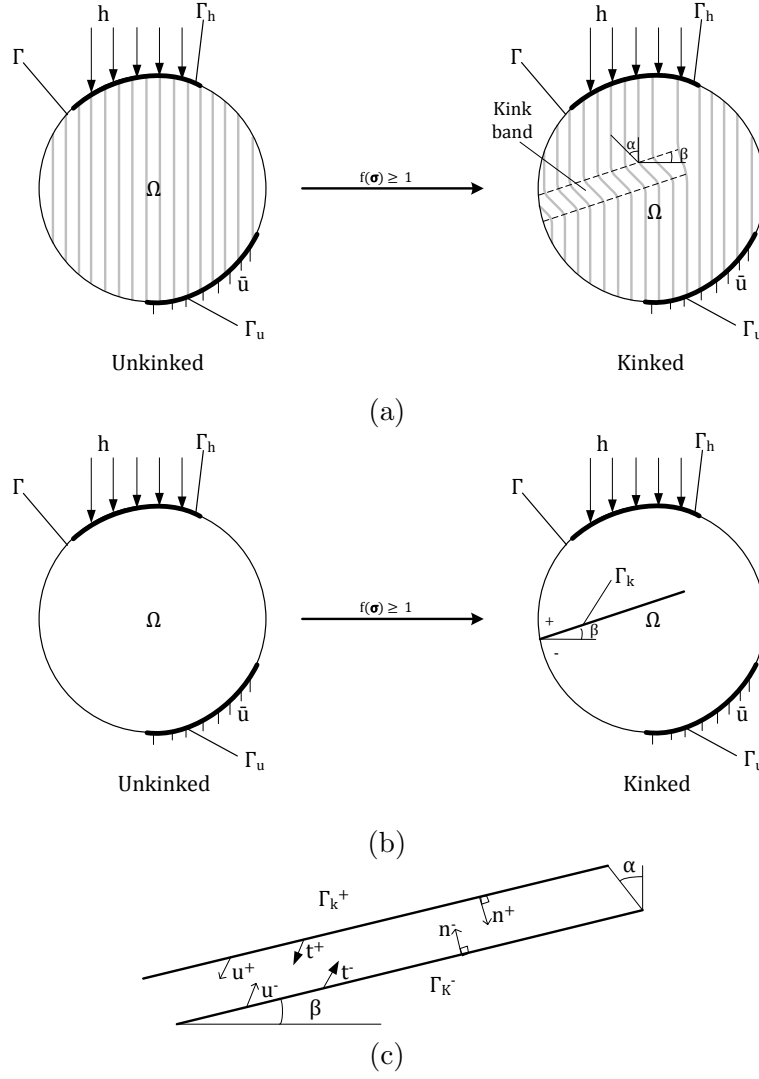 h
Γh
Γ
Ω
ū
Γu
Unkinked
f(σ) ≥ 1
h
Γh
Γ
Kink
band
α
β
Ω
ū
Γu
Kinked
(a)
h
Γh
Γ
Ω
ū
Γu
Unkinked
f(σ) ≥ 1
h
Γh
Γ
Γk
+
β
-
Ω
ū
Γu
Kinked
(b)
α
Γk+
n+
n-
t+
u+
t-
u-
ΓK-
β
(c)